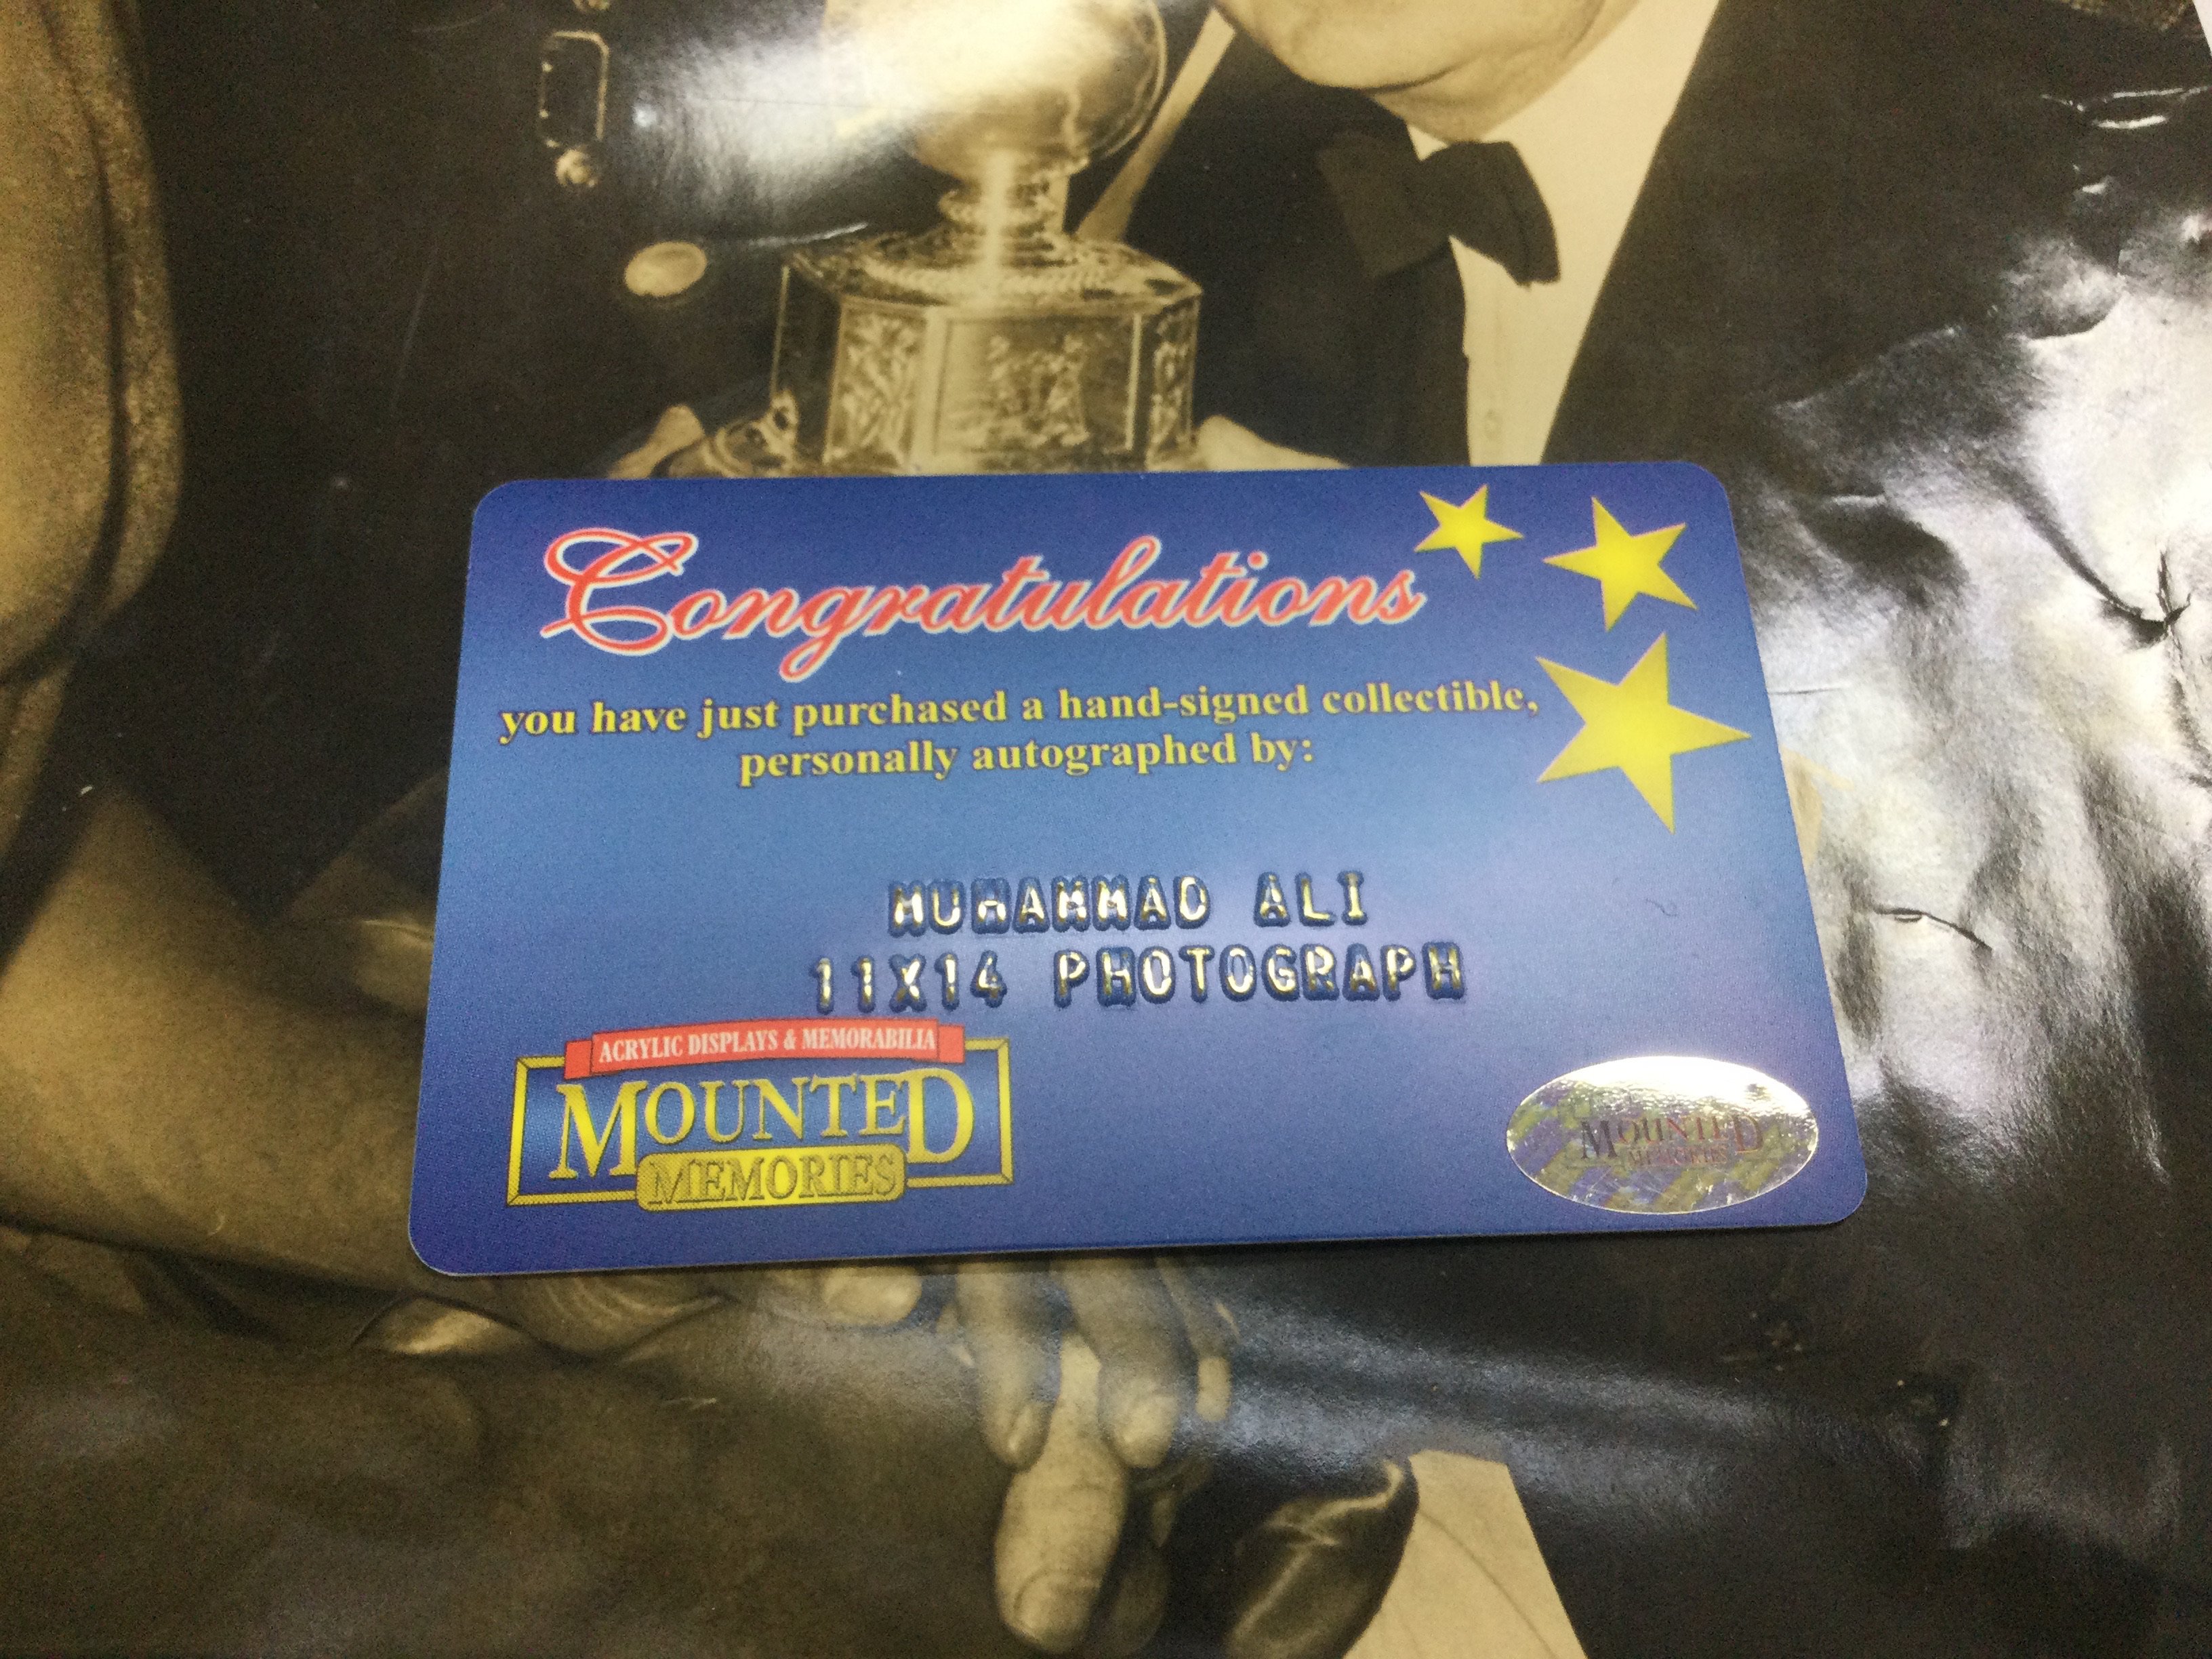 Congratulations
you have just purchased a hand-signed collectible,
personally autographed by:
MUHAMMAD ALI
11X14 PHOTOGRAPH
ACRYLIC DISPLAYS & MEMORABILIA
MOUNTED
MEMORIES
MOUNTED
MEMORIES